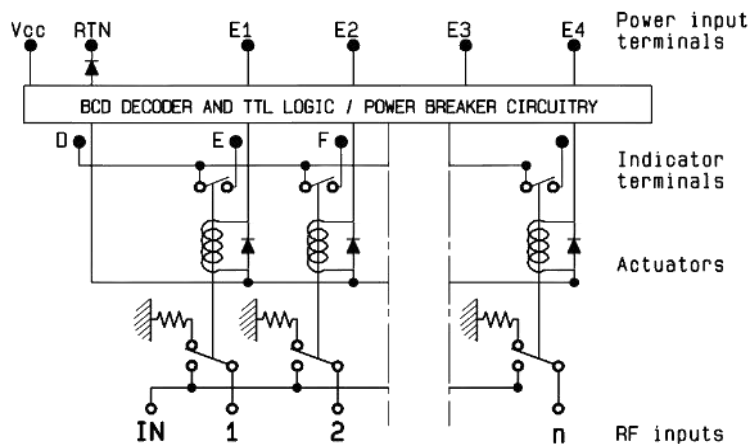 Power input
terminals
Vcc RTN E1 E2 E3 E4
BCD DECODER AND TTL LOGIC / POWER BREAKER CIRCUITRY
D E F
Indicator
terminals
Actuators
IN 1 2 n
RF inputs